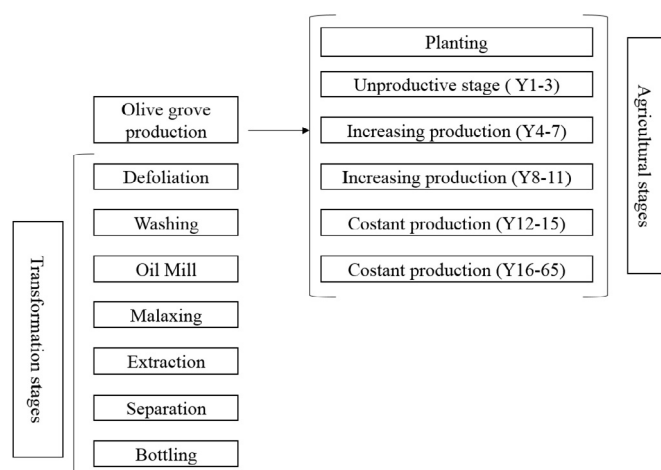 Planting
Unproductive stage ( Y1-3)
Olive grove
production
Increasing production (Y4-7)
Increasing production (Y8-11)
Costant production (Y12-15)
Costant production (Y16-65)
Agricultural stages
Defoliation
Washing
Oil Mill
Malaxing
Extraction
Separation
Bottling
Transformation stages